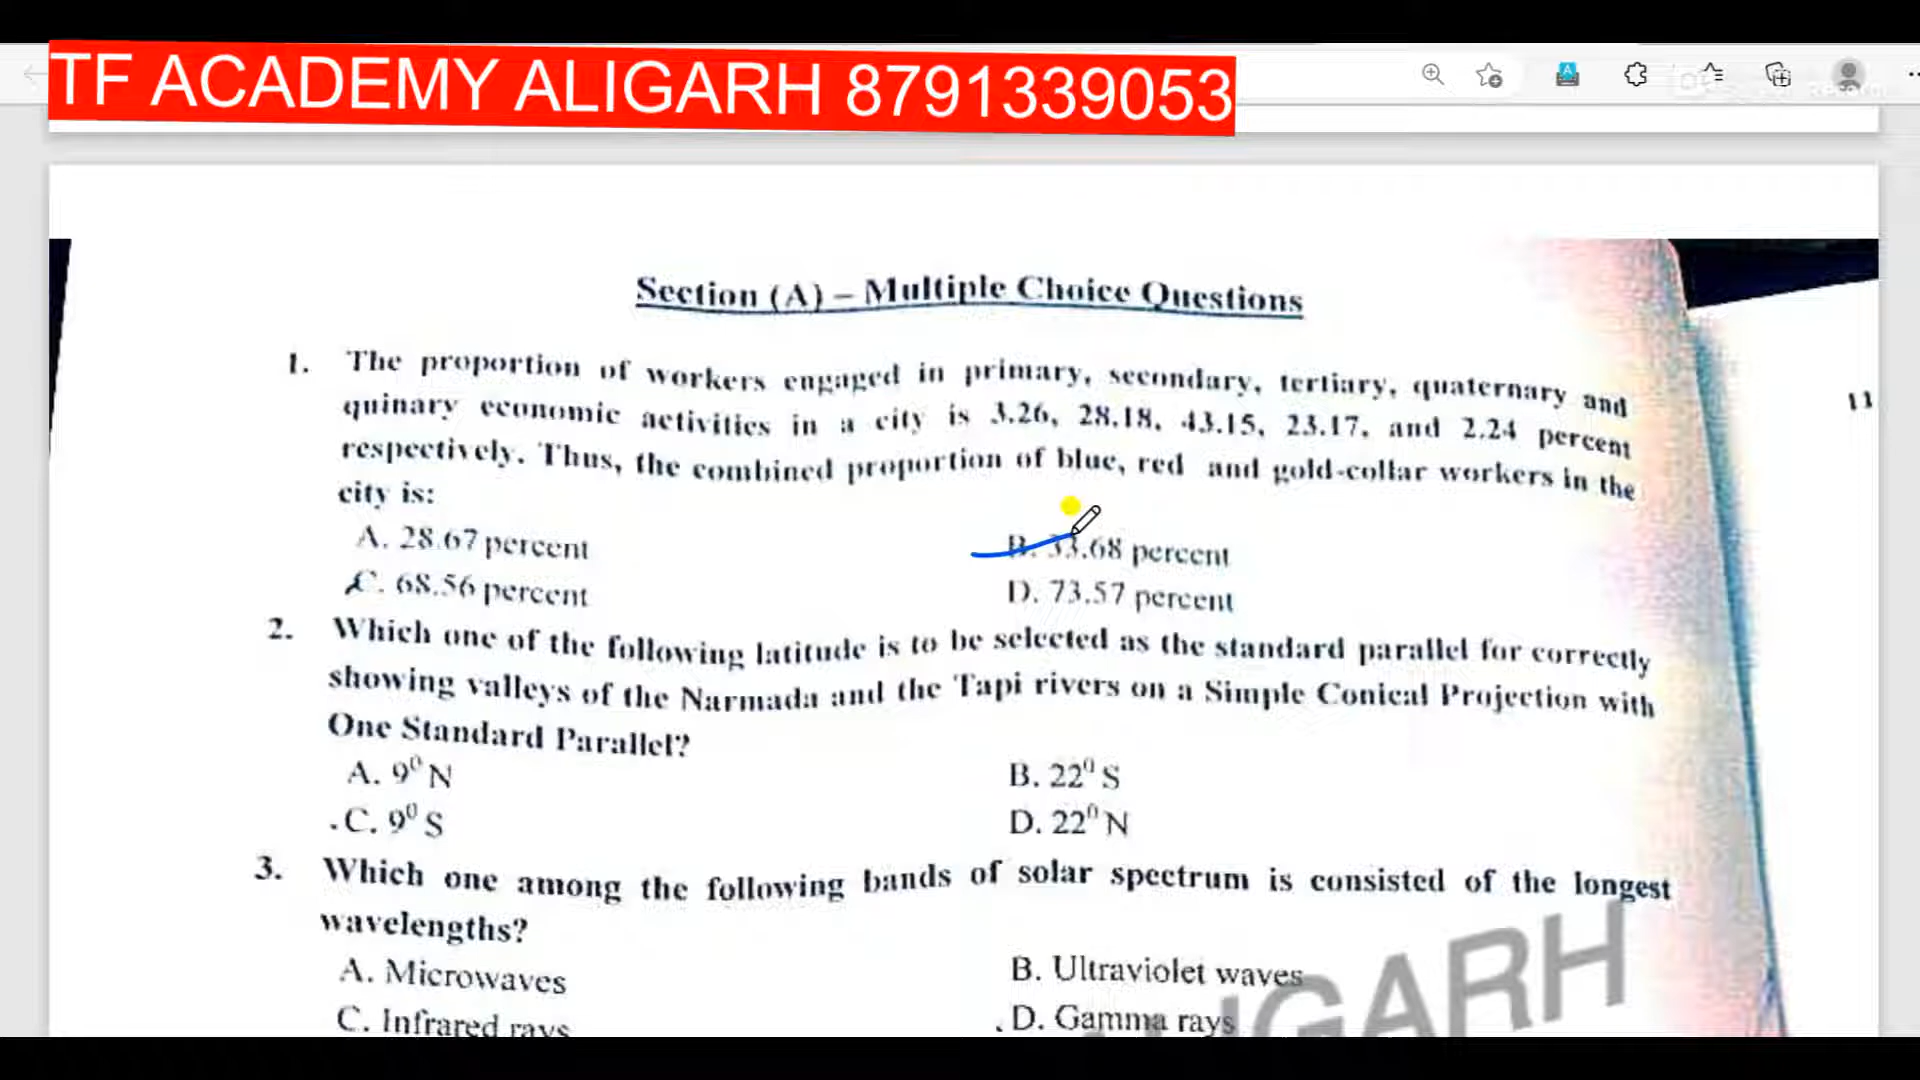 TF ACADEMY ALIGARH 8791339053
Section (A) – Multiple Choice Questions
1. The proportion of workers engaged in primary, secondary, tertiary, quaternary and
quinary economic activities in a city is 3.26, 28.18, 43.15, 23.17, and 2.24 percent
respectively. Thus, the combined proportion of blue, red and gold-collar workers in the
city is:
A. 28.67 percent B. 33.68 percent
C. 68.56 percent D. 73.57 percent
2. Which one of the following latitude is to be selected as the standard parallel for correctly
showing valleys of the Narmada and the Tapi rivers on a Simple Conical Projection with
One Standard Parallel?
A. 9⁰ N B. 22⁰ S
C. 9⁰ S D. 22⁰ N
3. Which one among the following bands of solar spectrum is consisted of the longest
wavelengths?
A. Microwaves B. Ultraviolet waves
C. Infrared rays D. Gamma rays
11